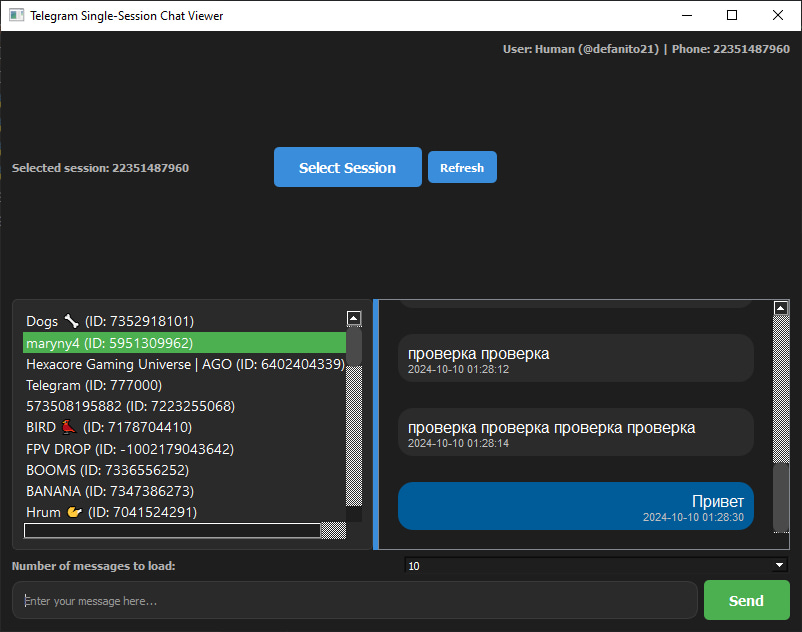 Telegram Single-Session Chat Viewer
User: Human (@defanito21) | Phone: 22351487960
Selected session: 22351487960
Select Session
Refresh
Dogs 🦴 (ID: 7352918101)
maryny4 (ID: 5951309962)
Hexacore Gaming Universe | AGO (ID: 6402404339)
Telegram (ID: 777000)
573508195882 (ID: 7223255068)
BIRD 🐦 (ID: 7178704410)
FPV DROP (ID: -1002179043642)
BOOMS (ID: 7336556252)
BANANA (ID: 7347386273)
Hrum 🥠 (ID: 7041524291)
проверка проверка
2024-10-10 01:28:12
проверка проверка проверка проверка
2024-10-10 01:28:14
Привет
2024-10-10 01:28:30
Number of messages to load:
10
Enter your message here...
Send